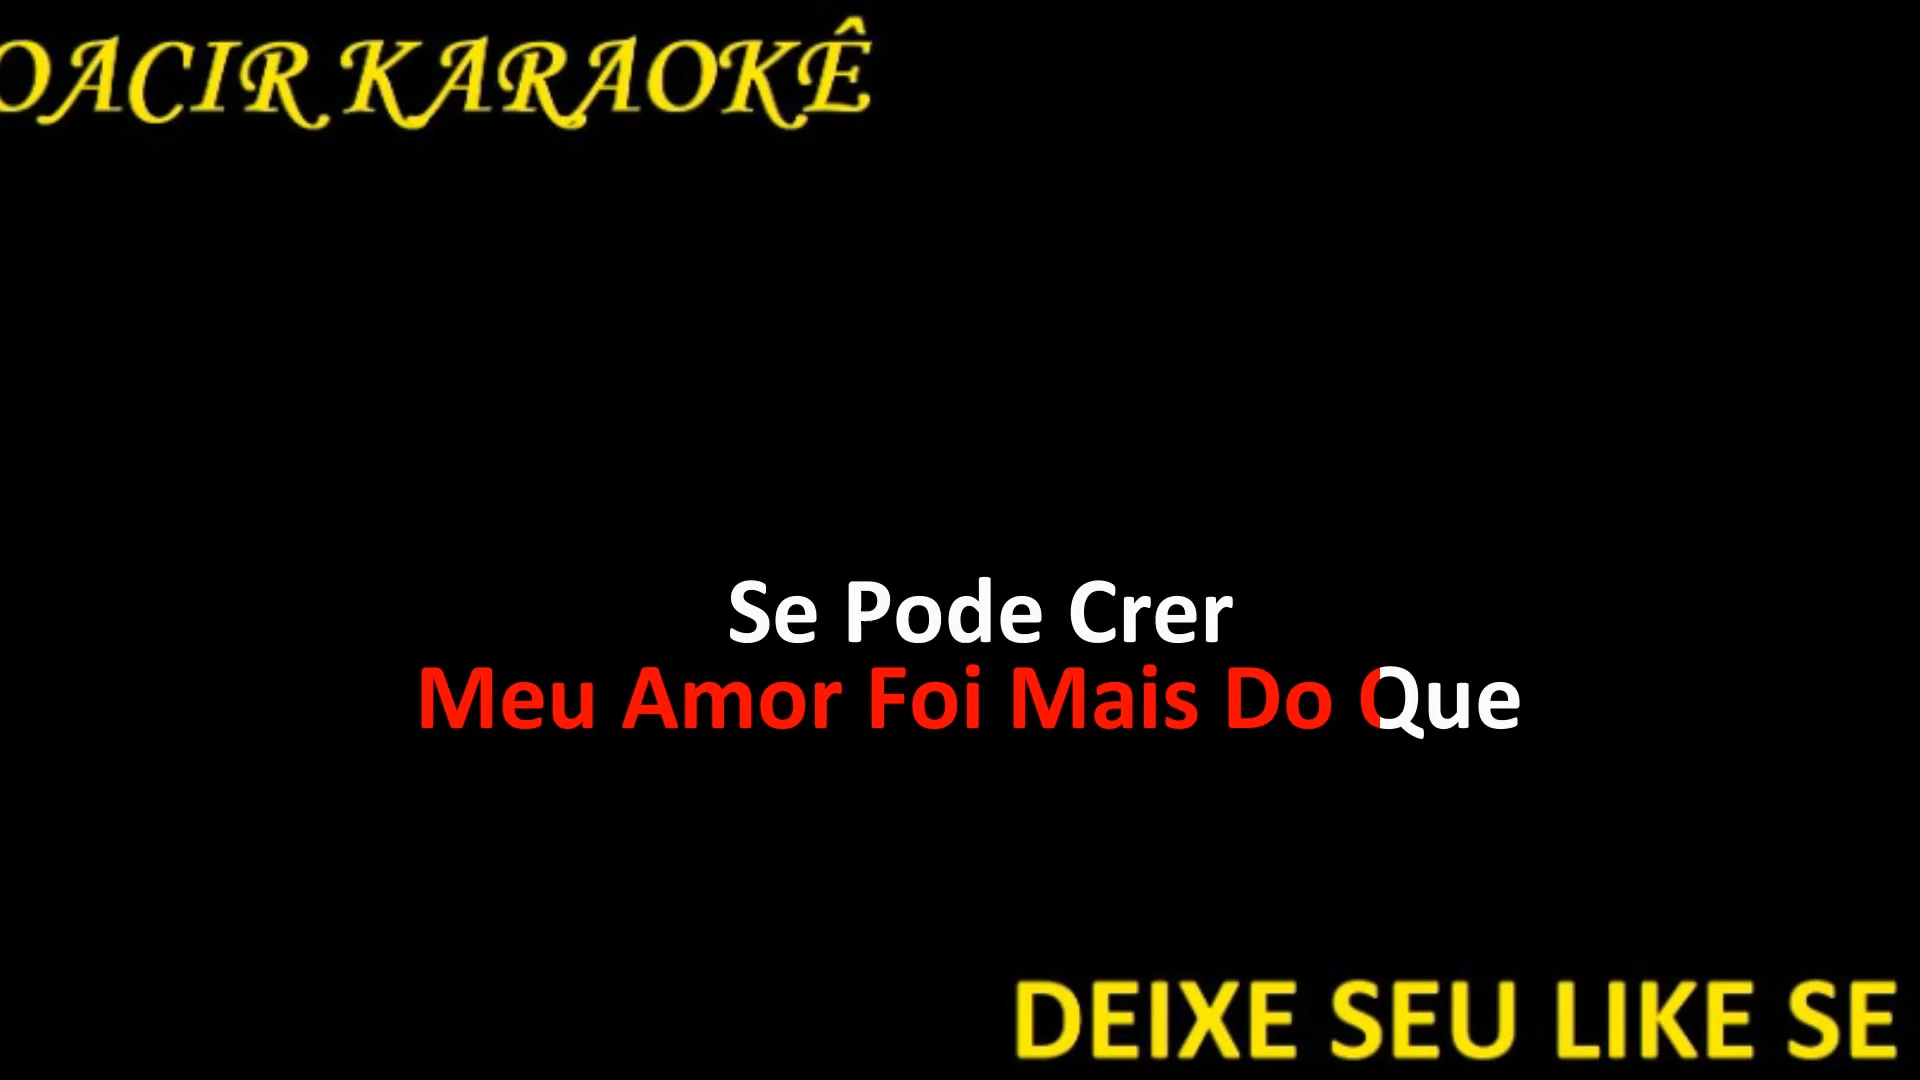 OACIR KARAOKÊ
Se Pode Crer
Meu Amor Foi Mais Do Que
DEIXE SEU LIKE SE